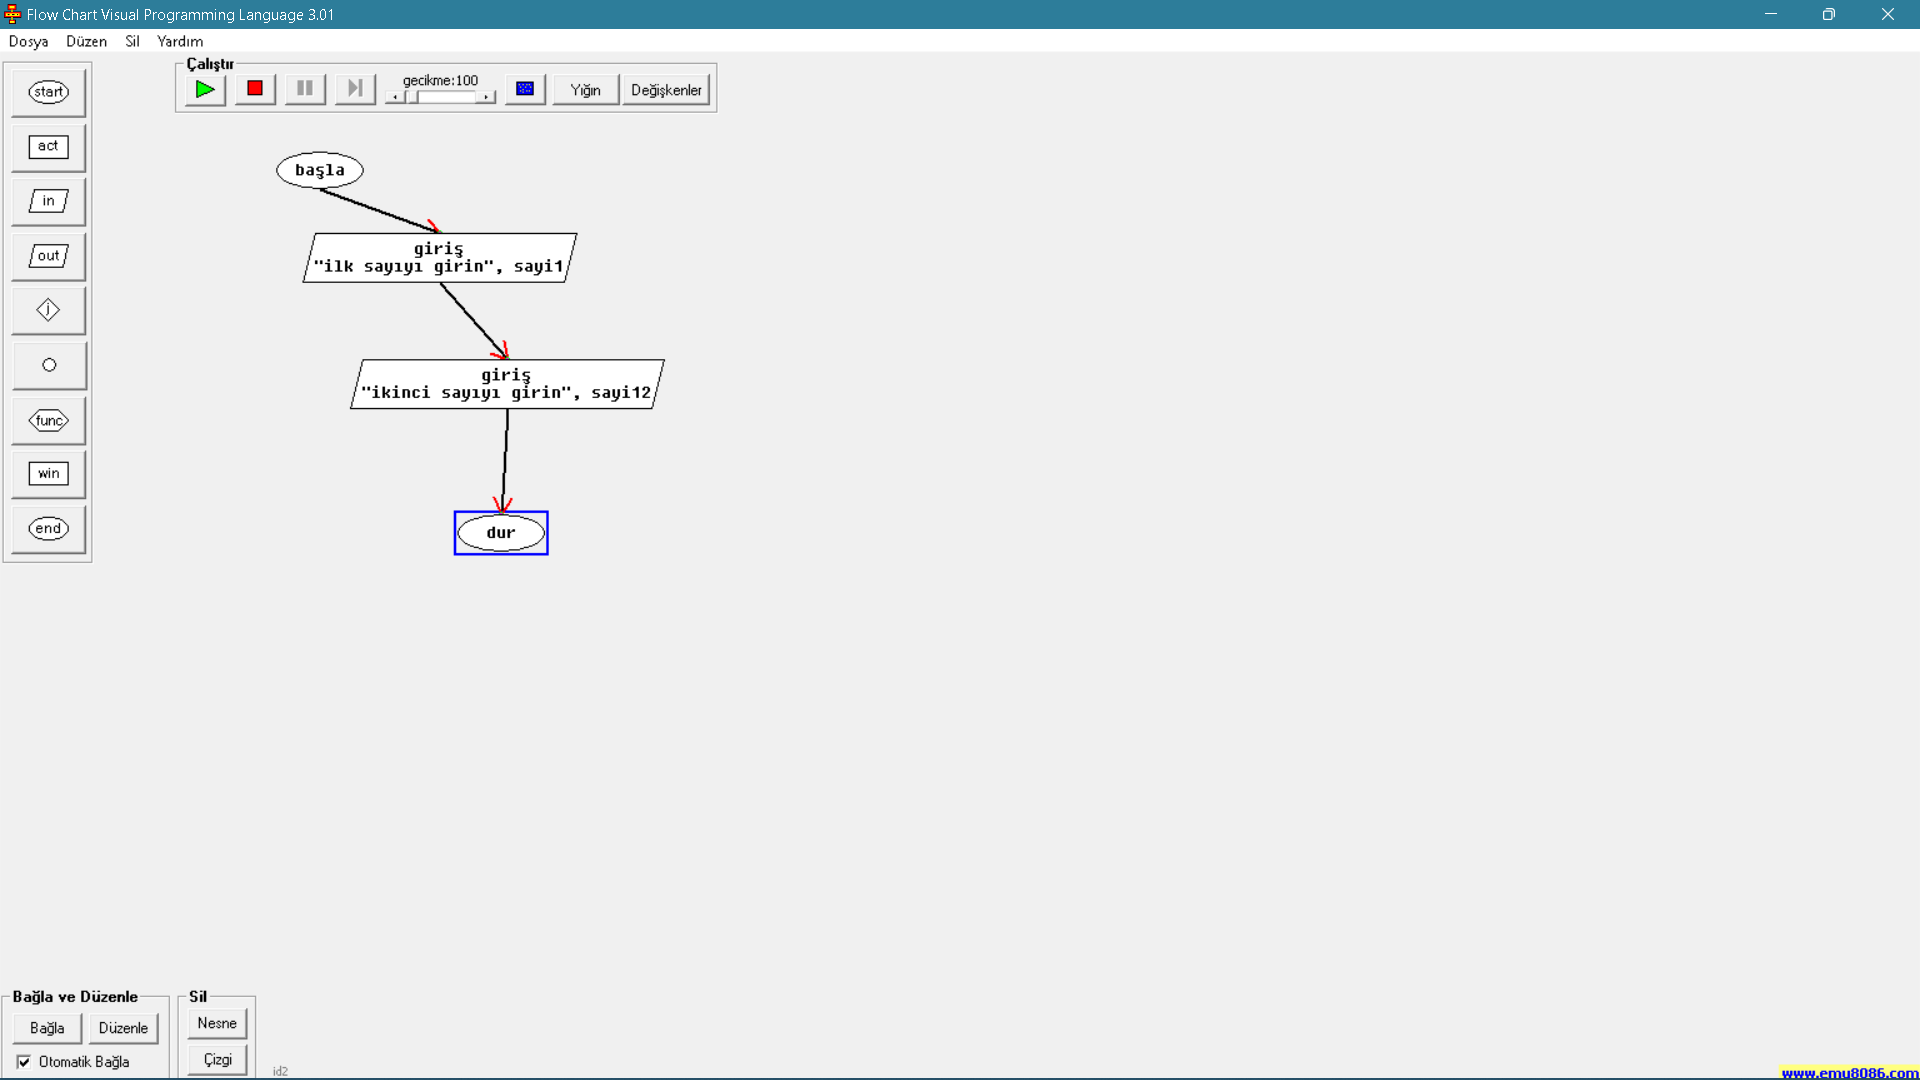 Flow Chart Visual Programming Language 3.01
Dosya Düzen Sil Yardım
Çalıştır
gecikme:100
Yığın
Değişkenler
start
act
in
out
j
func
win
end
başla
giriş
"ilk sayıyı girin", sayi1
giriş
"ikinci sayıyı girin", sayi12
dur
Bağla ve Düzenle
Bağla
Düzenle
Otomatik Bağla
Sil
Nesne
Çizgi
id2
www.emu8086.com